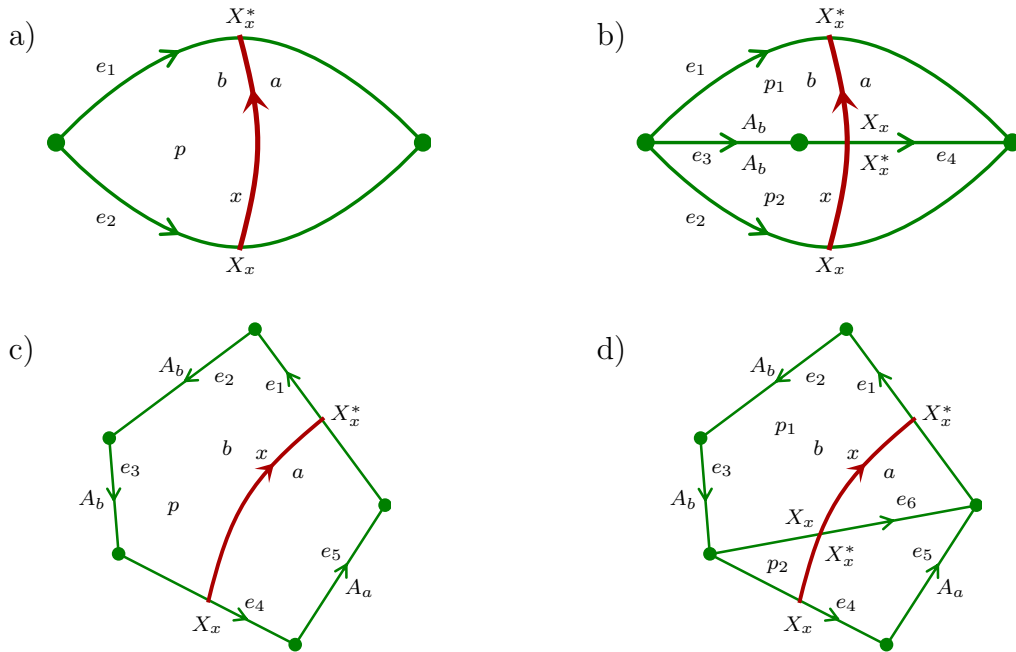 a)
X_x^*
e_1
b a
p
x
e_2
X_x
b)
X_x^*
e_1
p_1 b a
A_b X_x
e_3 A_b X_x^* e_4
p_2 x
e_2
X_x
c)
A_b e_2 e_1
X_x^*
b x a
e_3
A_b p
e_5
e_4 A_a
X_x
d)
A_b e_2 e_1
p_1 X_x^*
b x a
e_3
A_b e_6
X_x
X_x^*
p_2 e_5
e_4 A_a
X_x